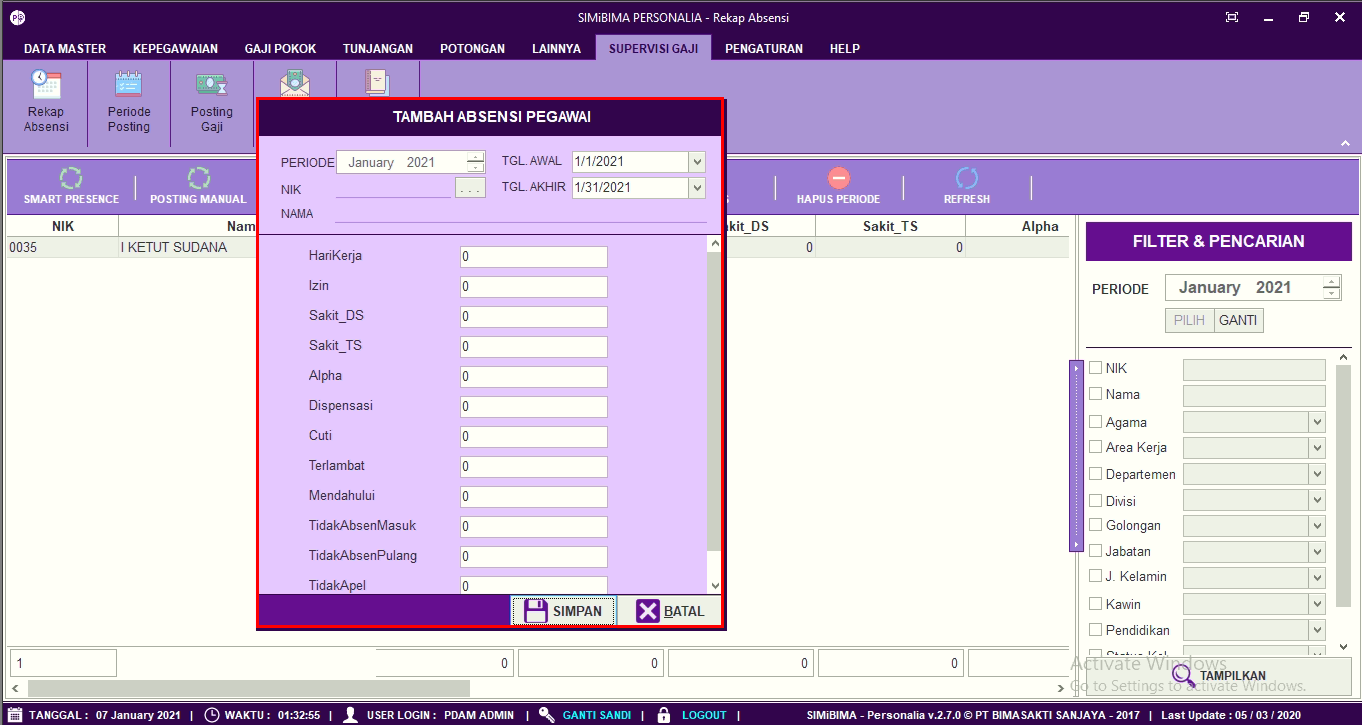 SIMiBIMA PERSONALIA - Rekap Absensi
DATA MASTER KEPEGAWAIAN GAJI POKOK TUNJANGAN POTONGAN LAINNYA SUPERVISI GAJI PENGATURAN HELP
Rekap Absensi
Periode Posting
Posting Gaji
SMART PRESENCE POSTING MANUAL HAPUS PERIODE REFRESH
NIK Nam kit_DS Sakit_TS Alpha
0035 I KETUT SUDANA 0 0
TAMBAH ABSENSI PEGAWAI
PERIODE January 2021 TGL. AWAL 1/1/2021
NIK ... TGL. AKHIR 1/31/2021
NAMA
HariKerja 0
Izin 0
Sakit_DS 0
Sakit_TS 0
Alpha 0
Dispensasi 0
Cuti 0
Terlambat 0
Mendahului 0
TidakAbsenMasuk 0
TidakAbsenPulang 0
TidakApel 0
SIMPAN BATAL
FILTER & PENCARIAN
PERIODE January 2021
PILIH GANTI
NIK
Nama
Agama
Area Kerja
Departemen
Divisi
Golongan
Jabatan
J. Kelamin
Kawin
Pendidikan
TAMPILKAN
Activate Windows
Go to Settings to activate Windows.
1 0 0 0 0
TANGGAL : 07 January 2021 | WAKTU : 01:32:55 | USER LOGIN : PDAM ADMIN | GANTI SANDI | LOGOUT | SIMiBIMA - Personalia v.2.7.0 © PT BIMASAKTI SANJAYA - 2017 | Last Update : 05 / 03 / 2020